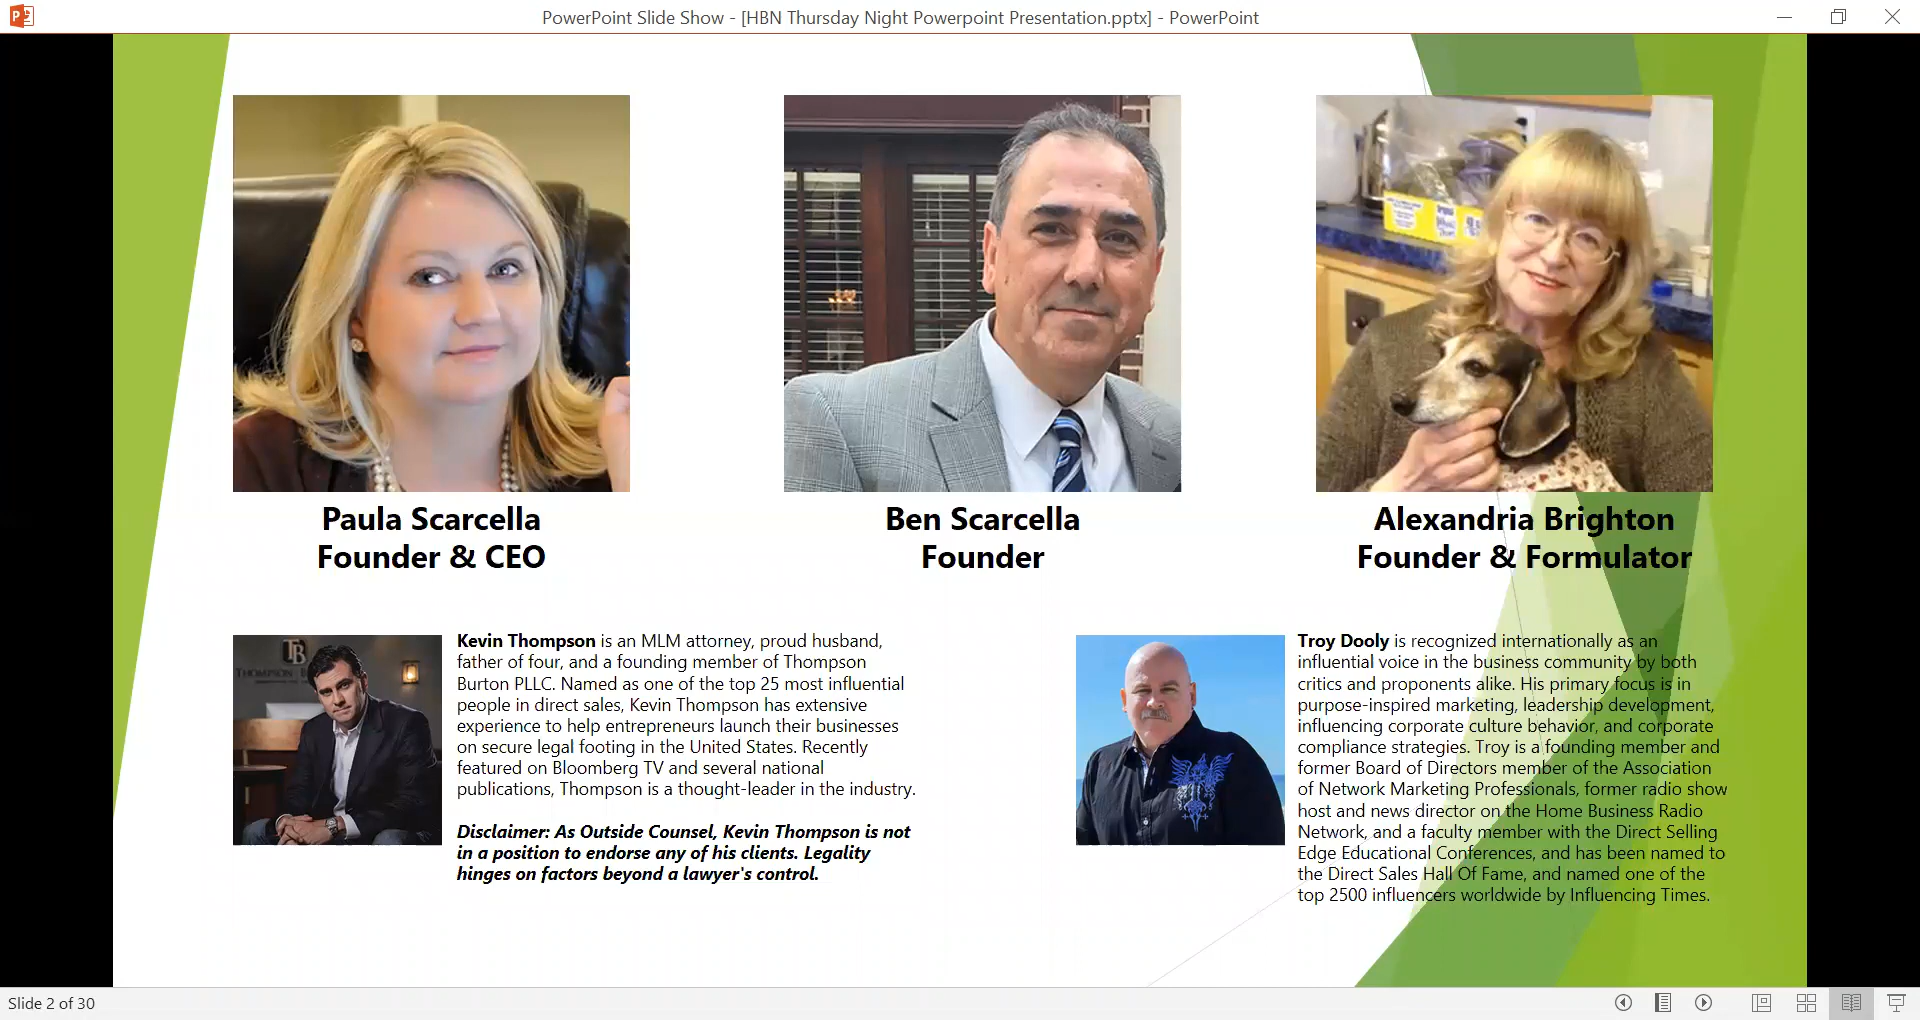 PowerPoint Slide Show - [HBN Thursday Night Powerpoint Presentation.pptx] - PowerPoint
Paula Scarcella
Founder & CEO
Ben Scarcella
Founder
Alexandria Brighton
Founder & Formulator
TB
Kevin Thompson is an MLM attorney, proud husband,
father of four, and a founding member of Thompson
Burton PLLC. Named as one of the top 25 most influential
people in direct sales, Kevin Thompson has extensive
experience to help entrepreneurs launch their businesses
on secure legal footing in the United States. Recently
featured on Bloomberg TV and several national
publications, Thompson is a thought-leader in the industry.
Disclaimer: As Outside Counsel, Kevin Thompson is not
in a position to endorse any of his clients. Legality
hinges on factors beyond a lawyer's control.
Troy Dooly is recognized internationally as an
influential voice in the business community by both
critics and proponents alike. His primary focus is in
purpose-inspired marketing, leadership development,
influencing corporate culture behavior, and corporate
compliance strategies. Troy is a founding member and
former Board of Directors member of the Association
of Network Marketing Professionals, former radio show
host and news director on the Home Business Radio
Network, and a faculty member with the Direct Selling
Edge Educational Conferences, and has been named to
the Direct Sales Hall Of Fame, and named one of the
top 2500 influencers worldwide by Influencing Times.
Slide 2 of 30